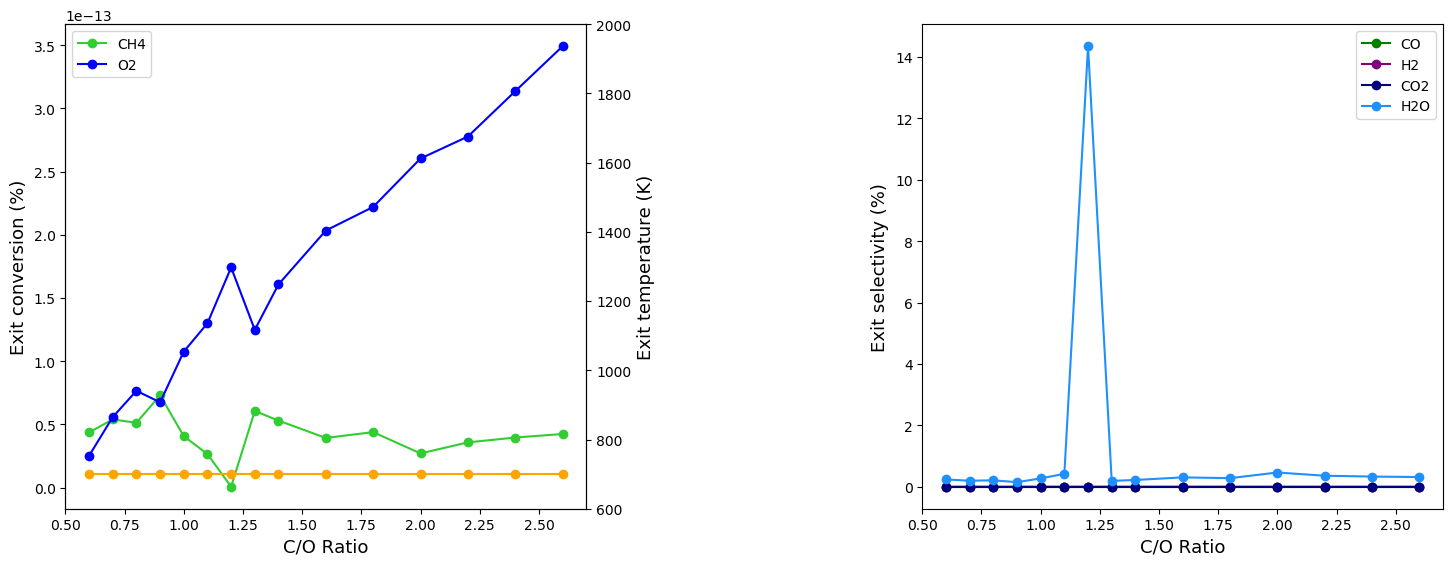 1e−13
CH4
O2
3.5
3.0
2.5
2.0
1.5
1.0
0.5
0.0
Exit conversion (%)
0.50 0.75 1.00 1.25 1.50 1.75 2.00 2.25 2.50
C/O Ratio
2000
1800
1600
1400
1200
1000
800
600
Exit temperature (K)
CO
H2
CO2
H2O
14
12
10
8
6
4
2
0
Exit selectivity (%)
0.50 0.75 1.00 1.25 1.50 1.75 2.00 2.25 2.50
C/O Ratio